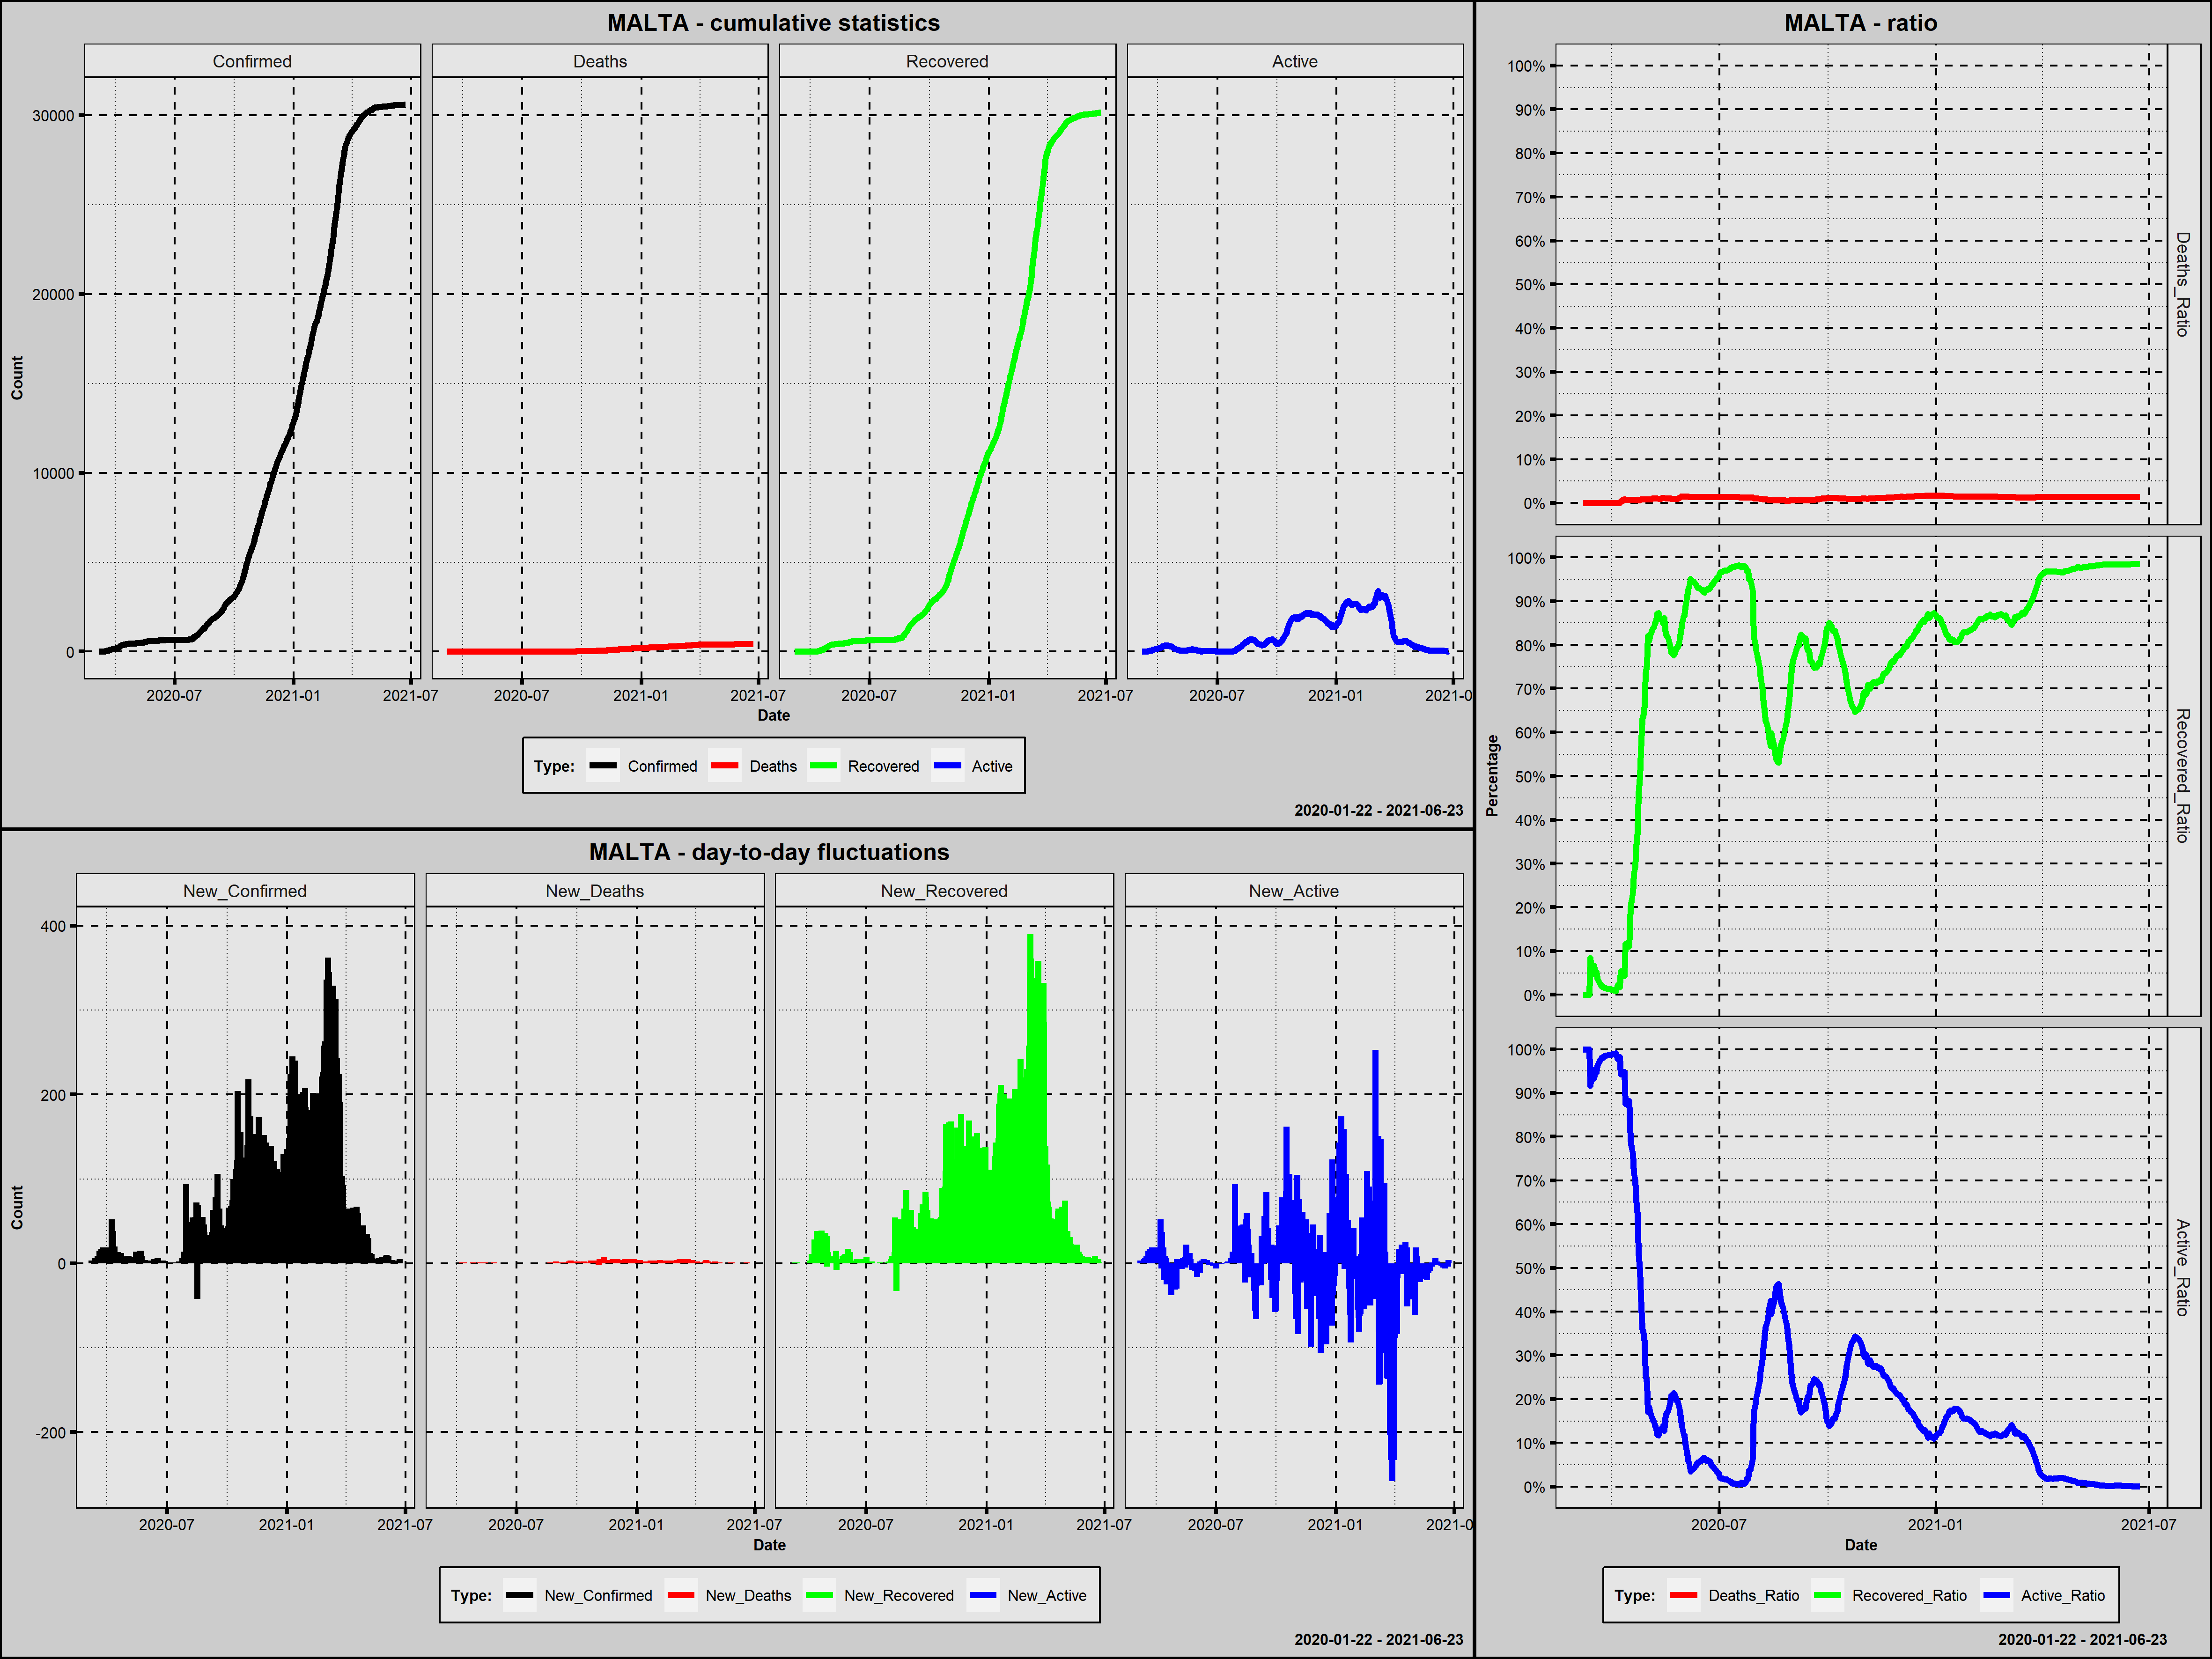 MALTA - cumulative statistics
Confirmed Deaths Recovered Active
30000
20000
10000
0
Count
2020-07 2021-01 2021-07 2020-07 2021-01 2021-07 2020-07 2021-01 2021-07 2020-07 2021-01 2021-0
Date
Type: Confirmed Deaths Recovered Active
2020-01-22 - 2021-06-23
MALTA - day-to-day fluctuations
New_Confirmed New_Deaths New_Recovered New_Active
400
200
0
-200
Count
2020-07 2021-01 2021-07 2020-07 2021-01 2021-07 2020-07 2021-01 2021-07 2020-07 2021-01 2021-0
Date
Type: New_Confirmed New_Deaths New_Recovered New_Active
2020-01-22 - 2021-06-23
MALTA - ratio
100%
90%
80%
70%
60%
50%
40%
30%
20%
10%
0%
Deaths_Ratio
100%
90%
80%
70%
60%
50%
40%
30%
20%
10%
0%
Recovered_Ratio
Percentage
100%
90%
80%
70%
60%
50%
40%
30%
20%
10%
0%
Active_Ratio
2020-07 2021-01 2021-07
Date
Type: Deaths_Ratio Recovered_Ratio Active_Ratio
2020-01-22 - 2021-06-23